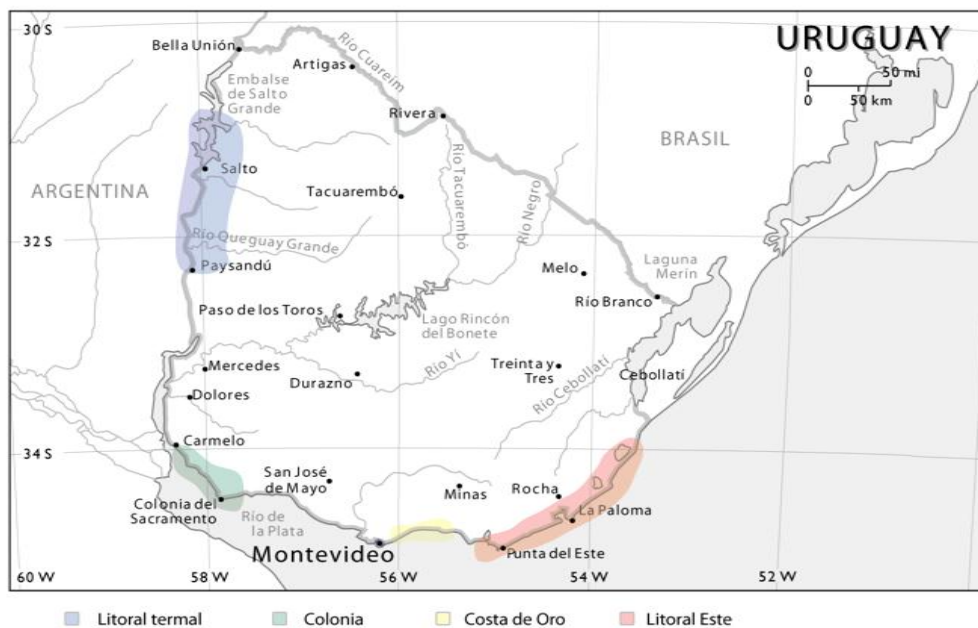 30 S
Bella Unión
Artigas
Río Cuareim
URUGUAY
0 50 mi
0 50 km
Embalse
de Salto
Grande
Rivera
BRASIL
ARGENTINA
Salto
Tacuarembó
Río Tacuarembó
Río Negro
32 S
Río Queguay Grande
Paysandú
Melo
Laguna
Merín
Río Branco
Paso de los Toros
Lago Rincón
del Bonete
Mercedes
Durazno
Río Yí
Treinta y
Tres
Río Cebollatí
Cebollatí
Dolores
34 S
Carmelo
San José
de Mayo
Minas
Rocha
La Paloma
Colonia del
Sacramento
Río de
la Plata
Montevideo
Punta del Este
60 W
58 W
56 W
54 W
52 W
Litoral termal
Colonia
Costa de Oro
Litoral Este